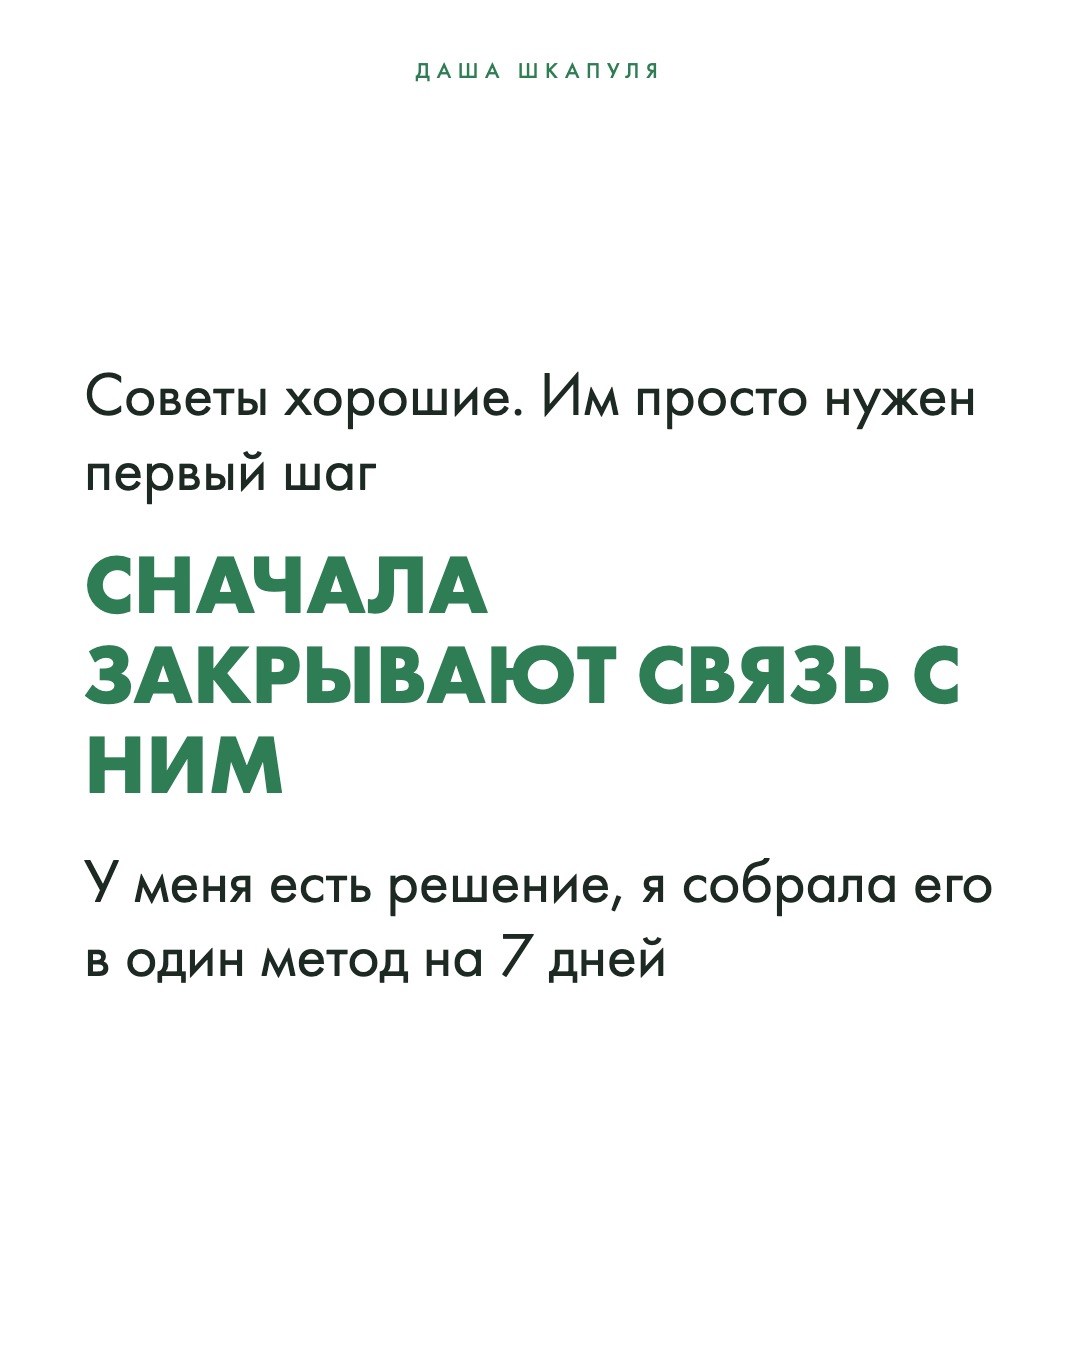 ДАША ШКАПУЛЯ
Советы хорошие. Им просто нужен
первый шаг
СНАЧАЛА
ЗАКРЫВАЮТ СВЯЗЬ С
НИМ
У меня есть решение, я собрала его
в один метод на 7 дней